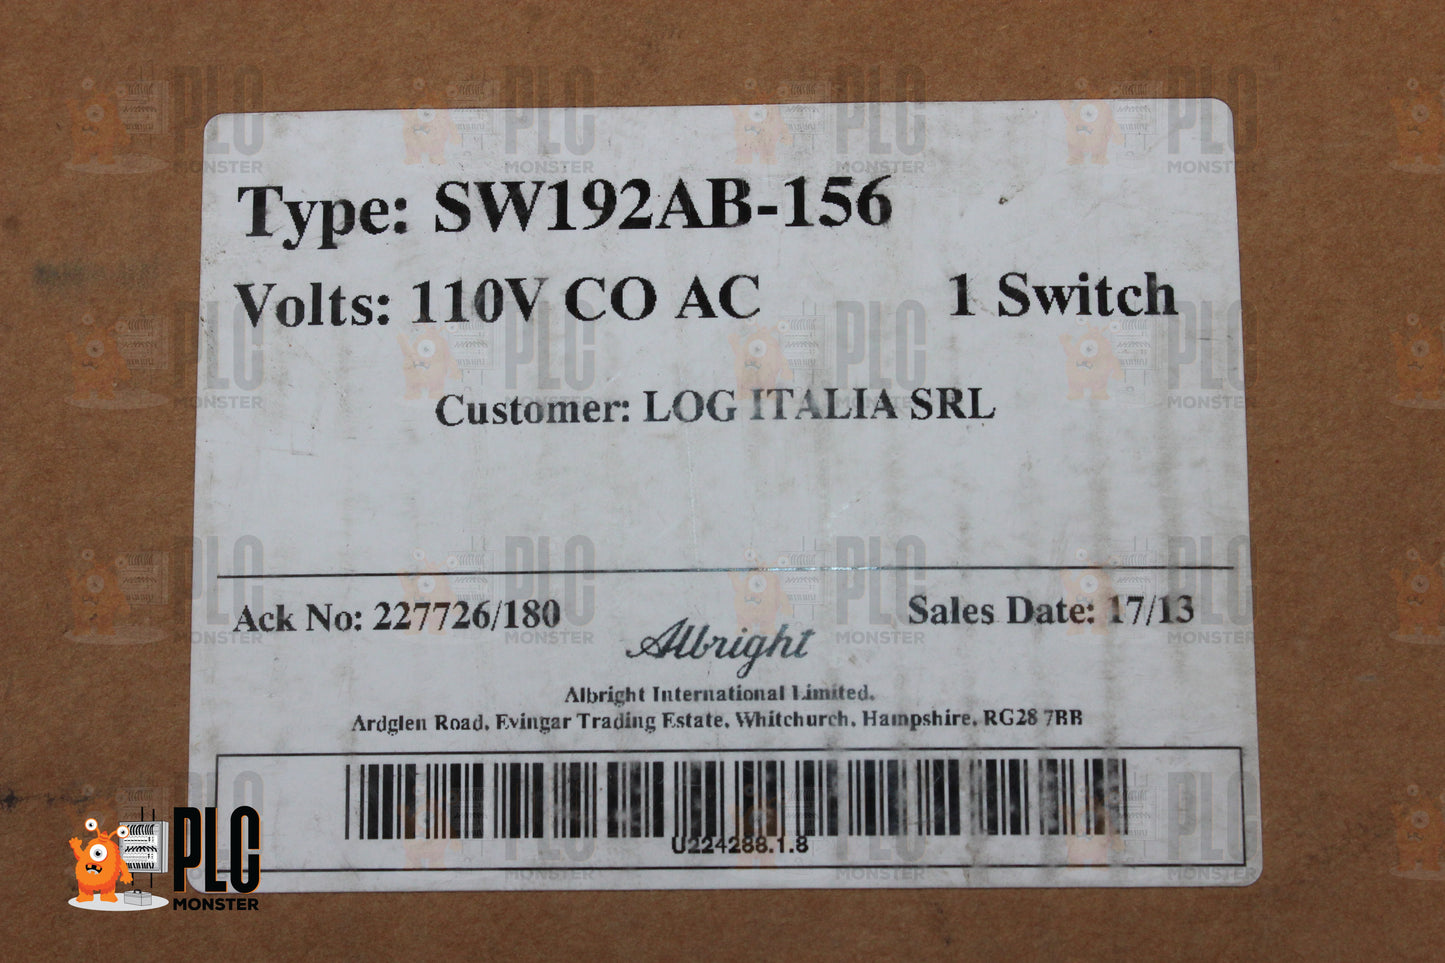 Type: SW192AB-156
Volts: 110V CO AC 1 Switch
Customer: LOG ITALIA SRL
Ack No: 227726/180 Sales Date: 17/13
Albright
Albright International Limited.
Ardglen Road, Evingar Trading Estate, Whitchurch, Hampshire, RG28 7BB
U224288.1.8
PLC
MONSTER